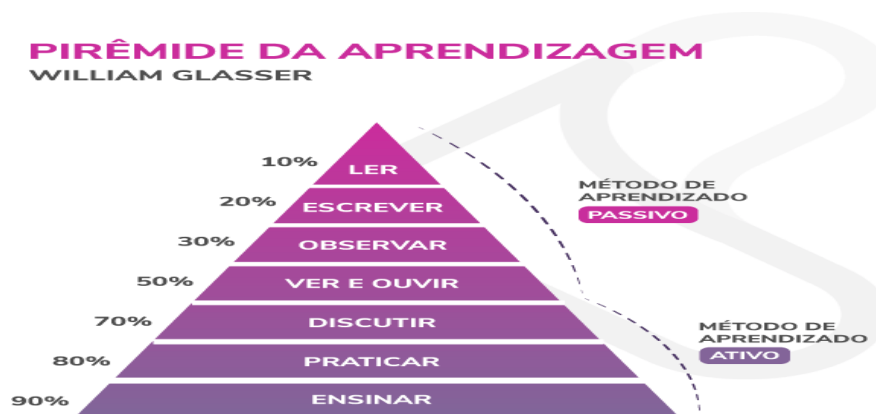 PIRÊMIDE DA APRENDIZAGEM
WILLIAM GLASSER
10% LER
20% ESCREVER
30% OBSERVAR
50% VER E OUVIR
70% DISCUTIR
80% PRATICAR
90% ENSINAR
MÉTODO DE
APRENDIZADO
PASSIVO
MÉTODO DE
APRENDIZADO
ATIVO